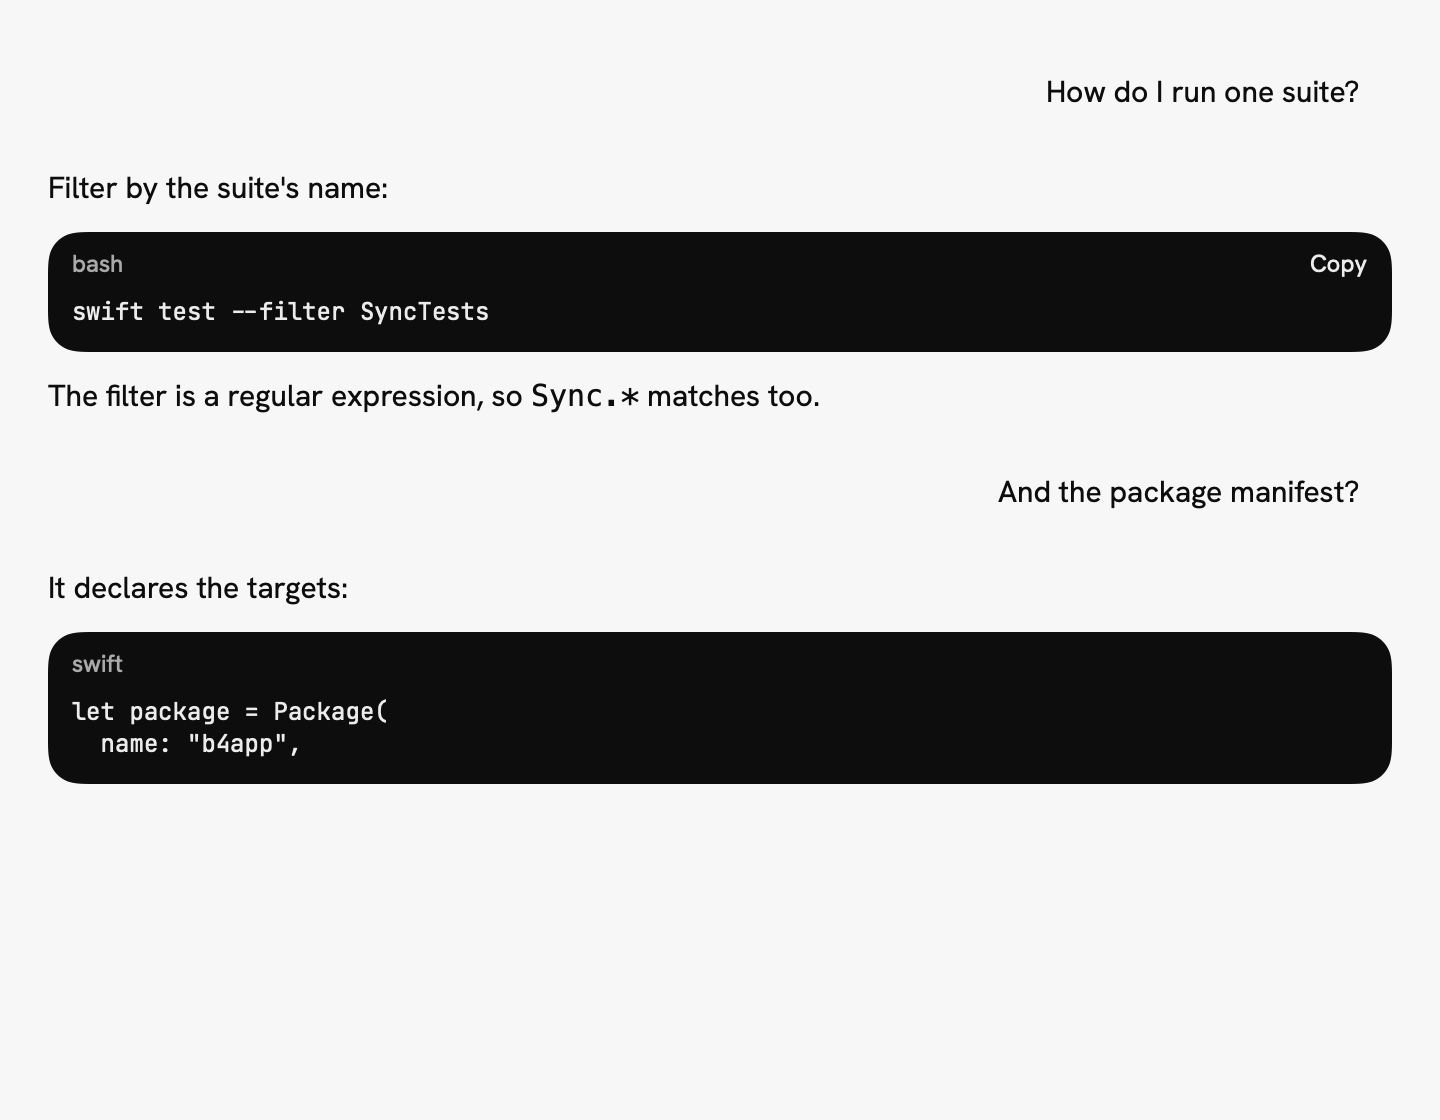 How do I run one suite?
Filter by the suite's name:
bash
Copy
swift test --filter SyncTests
The filter is a regular expression, so Sync.* matches too.
And the package manifest?
It declares the targets:
swift
let package = Package(
  name: "b4app",